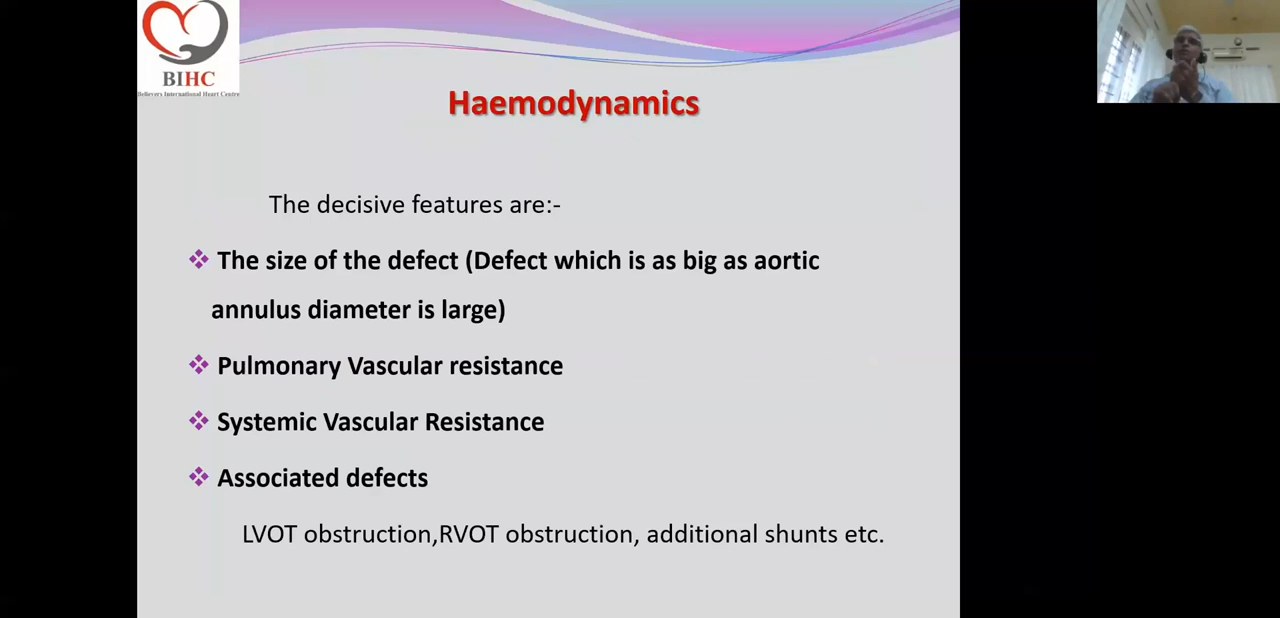 BIHC
Believers International Heart Centre
Haemodynamics
The decisive features are:-
The size of the defect (Defect which is as big as aortic
annulus diameter is large)
Pulmonary Vascular resistance
Systemic Vascular Resistance
Associated defects
LVOT obstruction,RVOT obstruction, additional shunts etc.